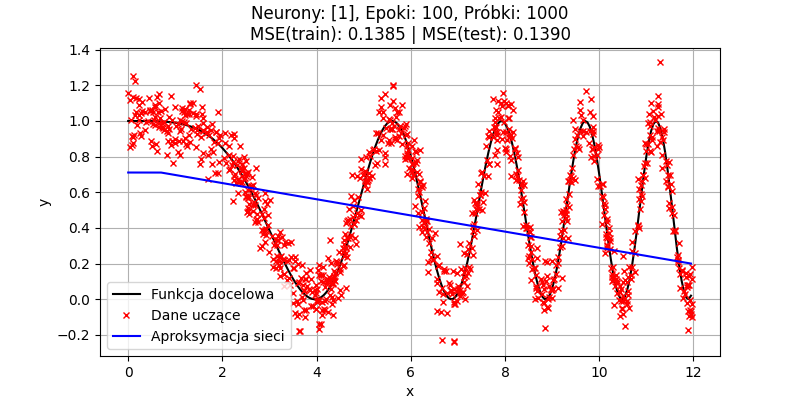 Neurony: [1], Epoki: 100, Próbki: 1000
MSE(train): 0.1385 | MSE(test): 0.1390
1.4
1.2
1.0
0.8
0.6
0.4
0.2
0.0
−0.2
y
Funkcja docelowa
Dane uczące
Aproksymacja sieci
0 2 4 6 8 10 12
x